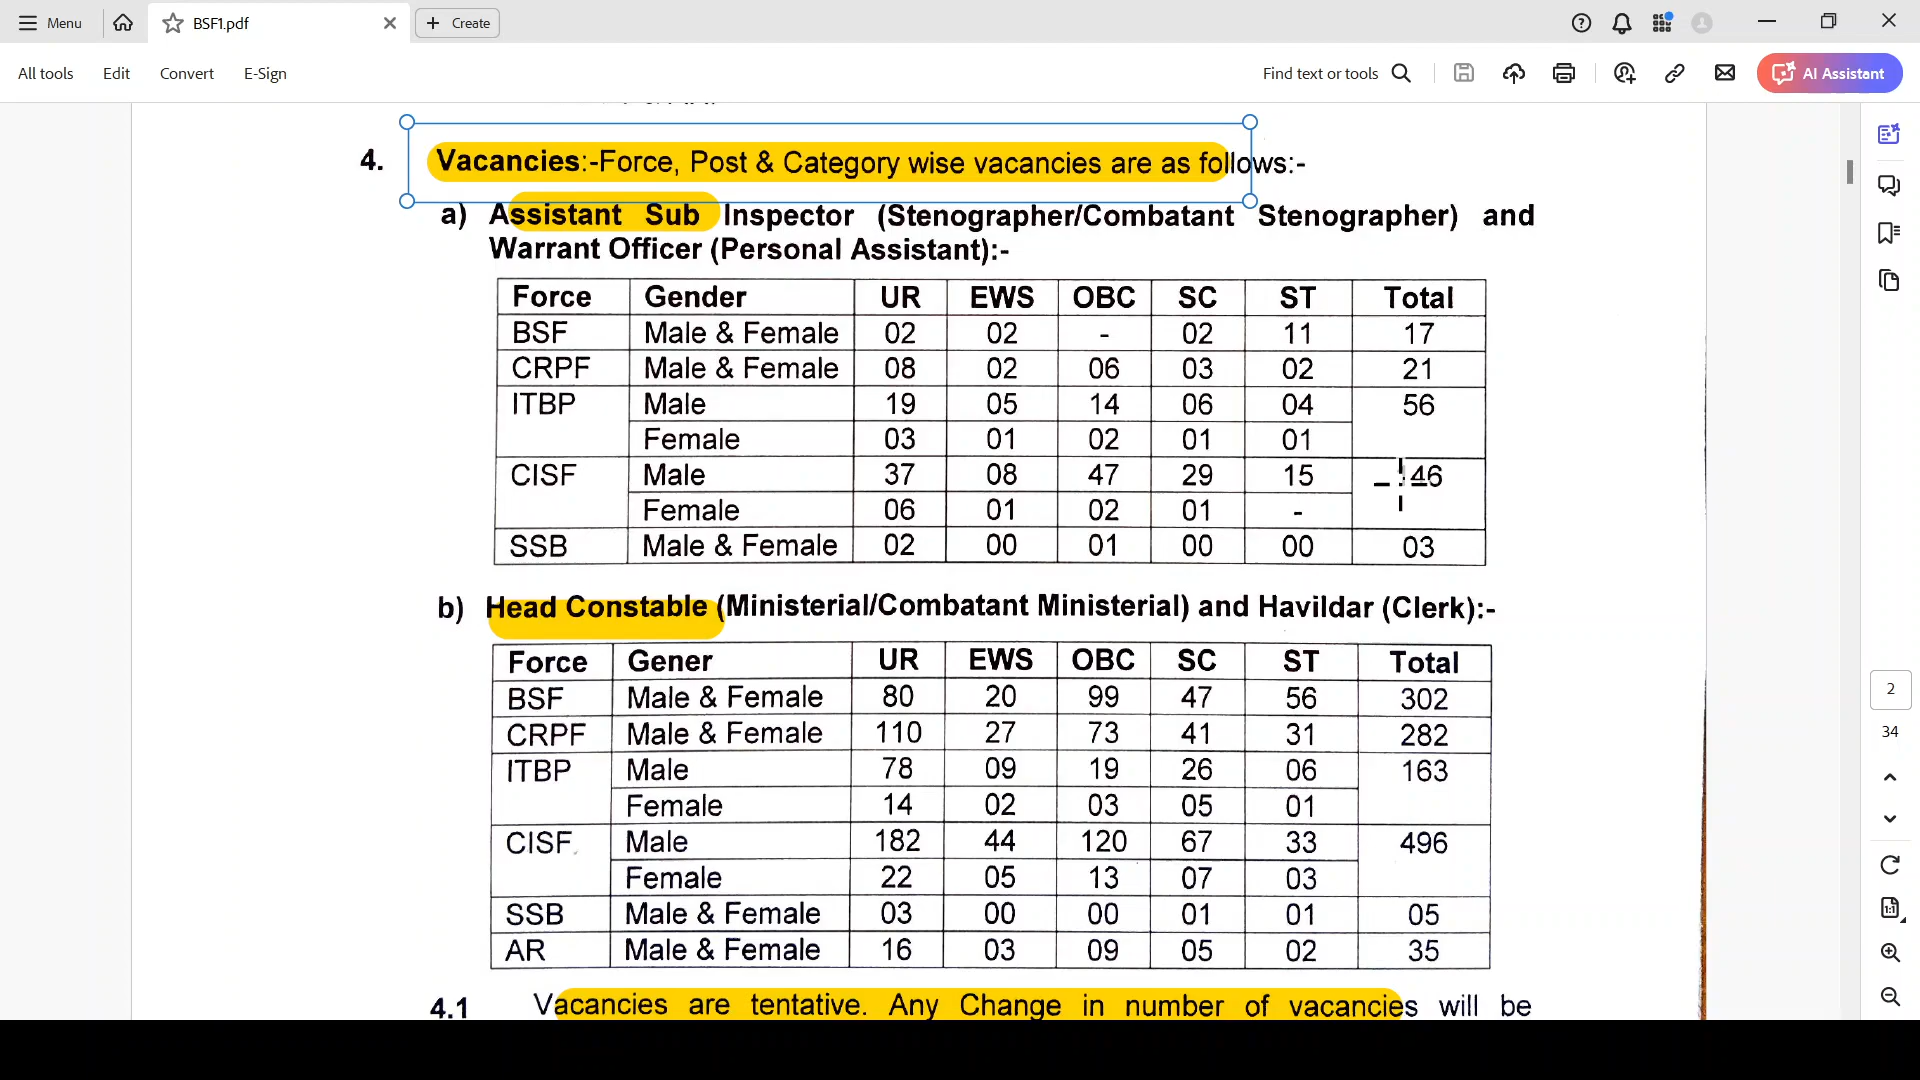 Menu
BSF1.pdf
Create
All tools Edit Convert E-Sign
Find text or tools
AI Assistant
4. Vacancies:-Force, Post & Category wise vacancies are as follows:-
a) Assistant Sub Inspector (Stenographer/Combatant Stenographer) and
Warrant Officer (Personal Assistant):-
Force Gender UR EWS OBC SC ST Total
BSF Male & Female 02 02 - 02 11 17
CRPF Male & Female 08 02 06 03 02 21
ITBP Male 19 05 14 06 04 56
Female 03 01 02 01 01
CISF Male 37 08 47 29 15 146
Female 06 01 02 01 -
SSB Male & Female 02 00 01 00 00 03
b) Head Constable (Ministerial/Combatant Ministerial) and Havildar (Clerk):-
Force Gener UR EWS OBC SC ST Total
BSF Male & Female 80 20 99 47 56 302
CRPF Male & Female 110 27 73 41 31 282
ITBP Male 78 09 19 26 06 163
Female 14 02 03 05 01
CISF Male 182 44 120 67 33 496
Female 22 05 13 07 03
SSB Male & Female 03 00 00 01 01 05
AR Male & Female 16 03 09 05 02 35
4.1 Vacancies are tentative. Any Change in number of vacancies will be
2
34